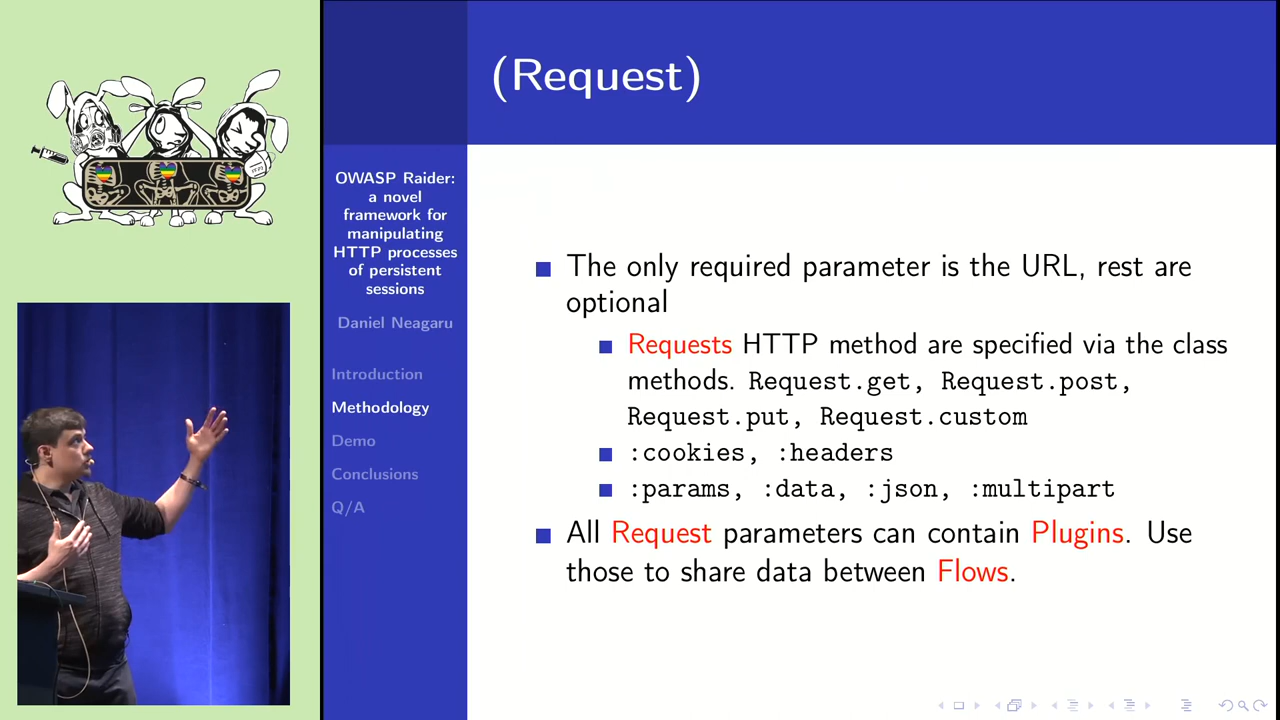 (Request)
OWASP Raider:
a novel
framework for
manipulating
HTTP processes
of persistent
sessions
Daniel Neagaru
Introduction
Methodology
Demo
Conclusions
Q/A
The only required parameter is the URL, rest are
optional
Requests HTTP method are specified via the class
methods. Request.get, Request.post,
Request.put, Request.custom
:cookies, :headers
:params, :data, :json, :multipart
All Request parameters can contain Plugins. Use
those to share data between Flows.